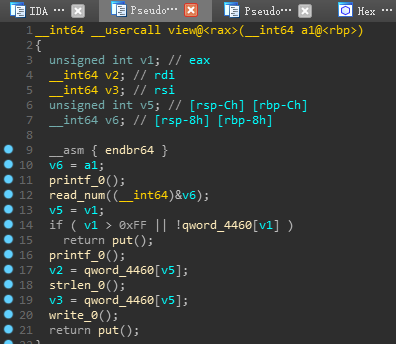 IDA ··· Pseudo··· Pseudo··· Hex ···
1 __int64 __usercall view@<rax>(__int64 a1@<rbp>)
2 {
3 unsigned int v1; // eax
4 __int64 v2; // rdi
5 __int64 v3; // rsi
6 unsigned int v5; // [rsp-Ch] [rbp-Ch]
7 __int64 v6; // [rsp-8h] [rbp-8h]
8
9 __asm { endbr64 }
10 v6 = a1;
11 printf_0();
12 read_num((__int64)&v6);
13 v5 = v1;
14 if ( v1 > 0xFF || !qword_4460[v1] )
15 return put();
16 printf_0();
17 v2 = qword_4460[v5];
18 strlen_0();
19 v3 = qword_4460[v5];
20 write_0();
21 return put();